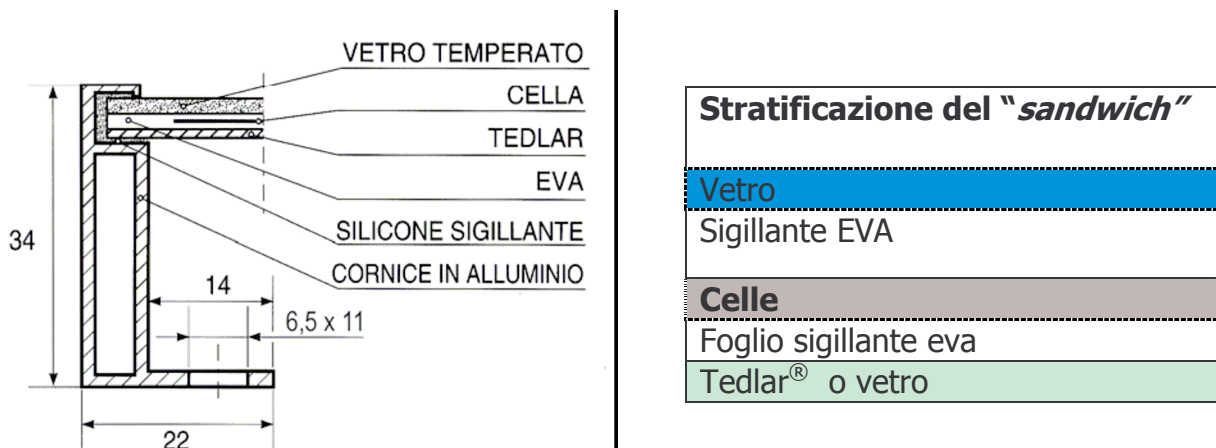 VETRO TEMPERATO
CELLA
TEDLAR
EVA
SILICONE SIGILLANTE
CORNICE IN ALLUMINIO
34
14
6,5 x 11
22
Stratificazione del “sandwich”
Vetro
Sigillante EVA
Celle
Foglio sigillante eva
Tedlar® o vetro